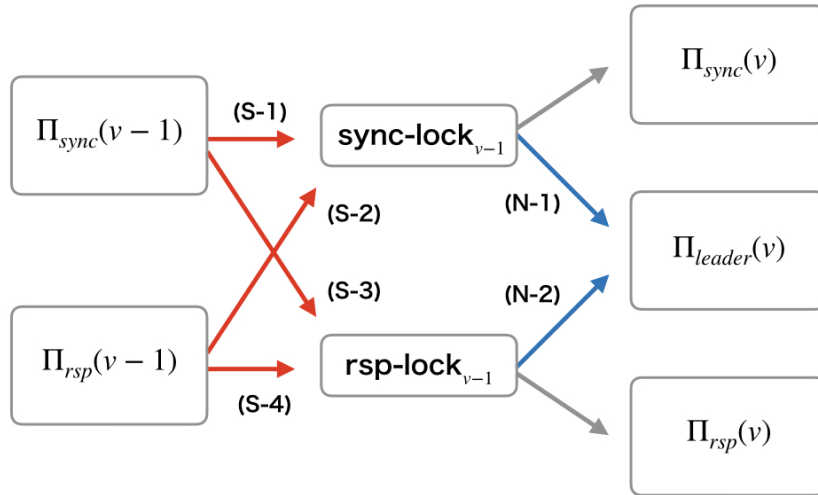 Π_sync(v)
(S-1)
Π_sync(v − 1)
sync-lock_v−1
(S-2)
(N-1)
Π_leader(v)
(S-3)
(N-2)
Π_rsp(v − 1)
rsp-lock_v−1
(S-4)
Π_rsp(v)